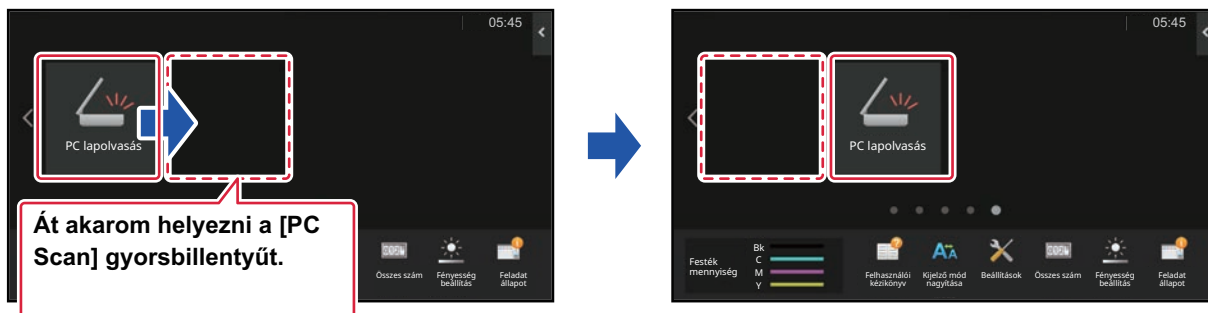 05:45
PC lapolvasás
Át akarom helyezni a [PC
Scan] gyorsbillentyűt.
Összes szám
Fényesség
beállítás
Feladat
állapot
05:45
PC lapolvasás
Festék
mennyiség
Bk
C
M
Y
Felhasználói
kézikönyv
Kijelző mód
nagyítása
Beállítások
Összes szám
Fényesség
beállítás
Feladat
állapot